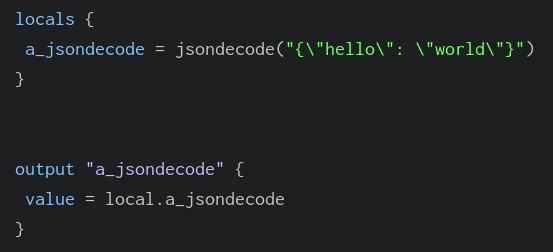 locals {
 a_jsondecode = jsondecode("{\"hello\": \"world\"}")
}
output "a_jsondecode" {
 value = local.a_jsondecode
}